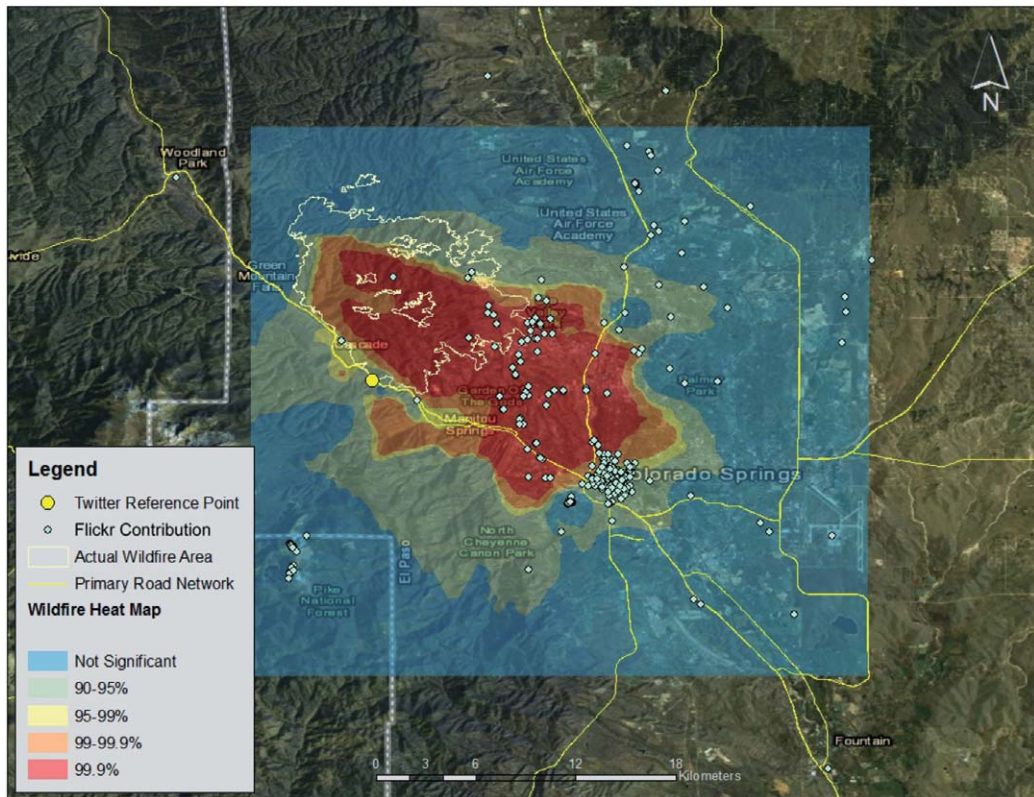 Woodland
Park
wide
United States
Air Force
Academy
United States
Air Force
Academy
N
Green
Mountain
Fall
Cascade
Garden Of
The Gods
Palmer
Park
Manitou
Springs
Colorado Springs
North
Cheyenne
Canon Park
El Paso
Pike
National
Forest
Fountain
Legend
Twitter Reference Point
Flickr Contribution
Actual Wildfire Area
Primary Road Network
Wildfire Heat Map
Not Significant
90-95%
95-99%
99-99.9%
99.9%
0 3 6 12 18
Kilometers